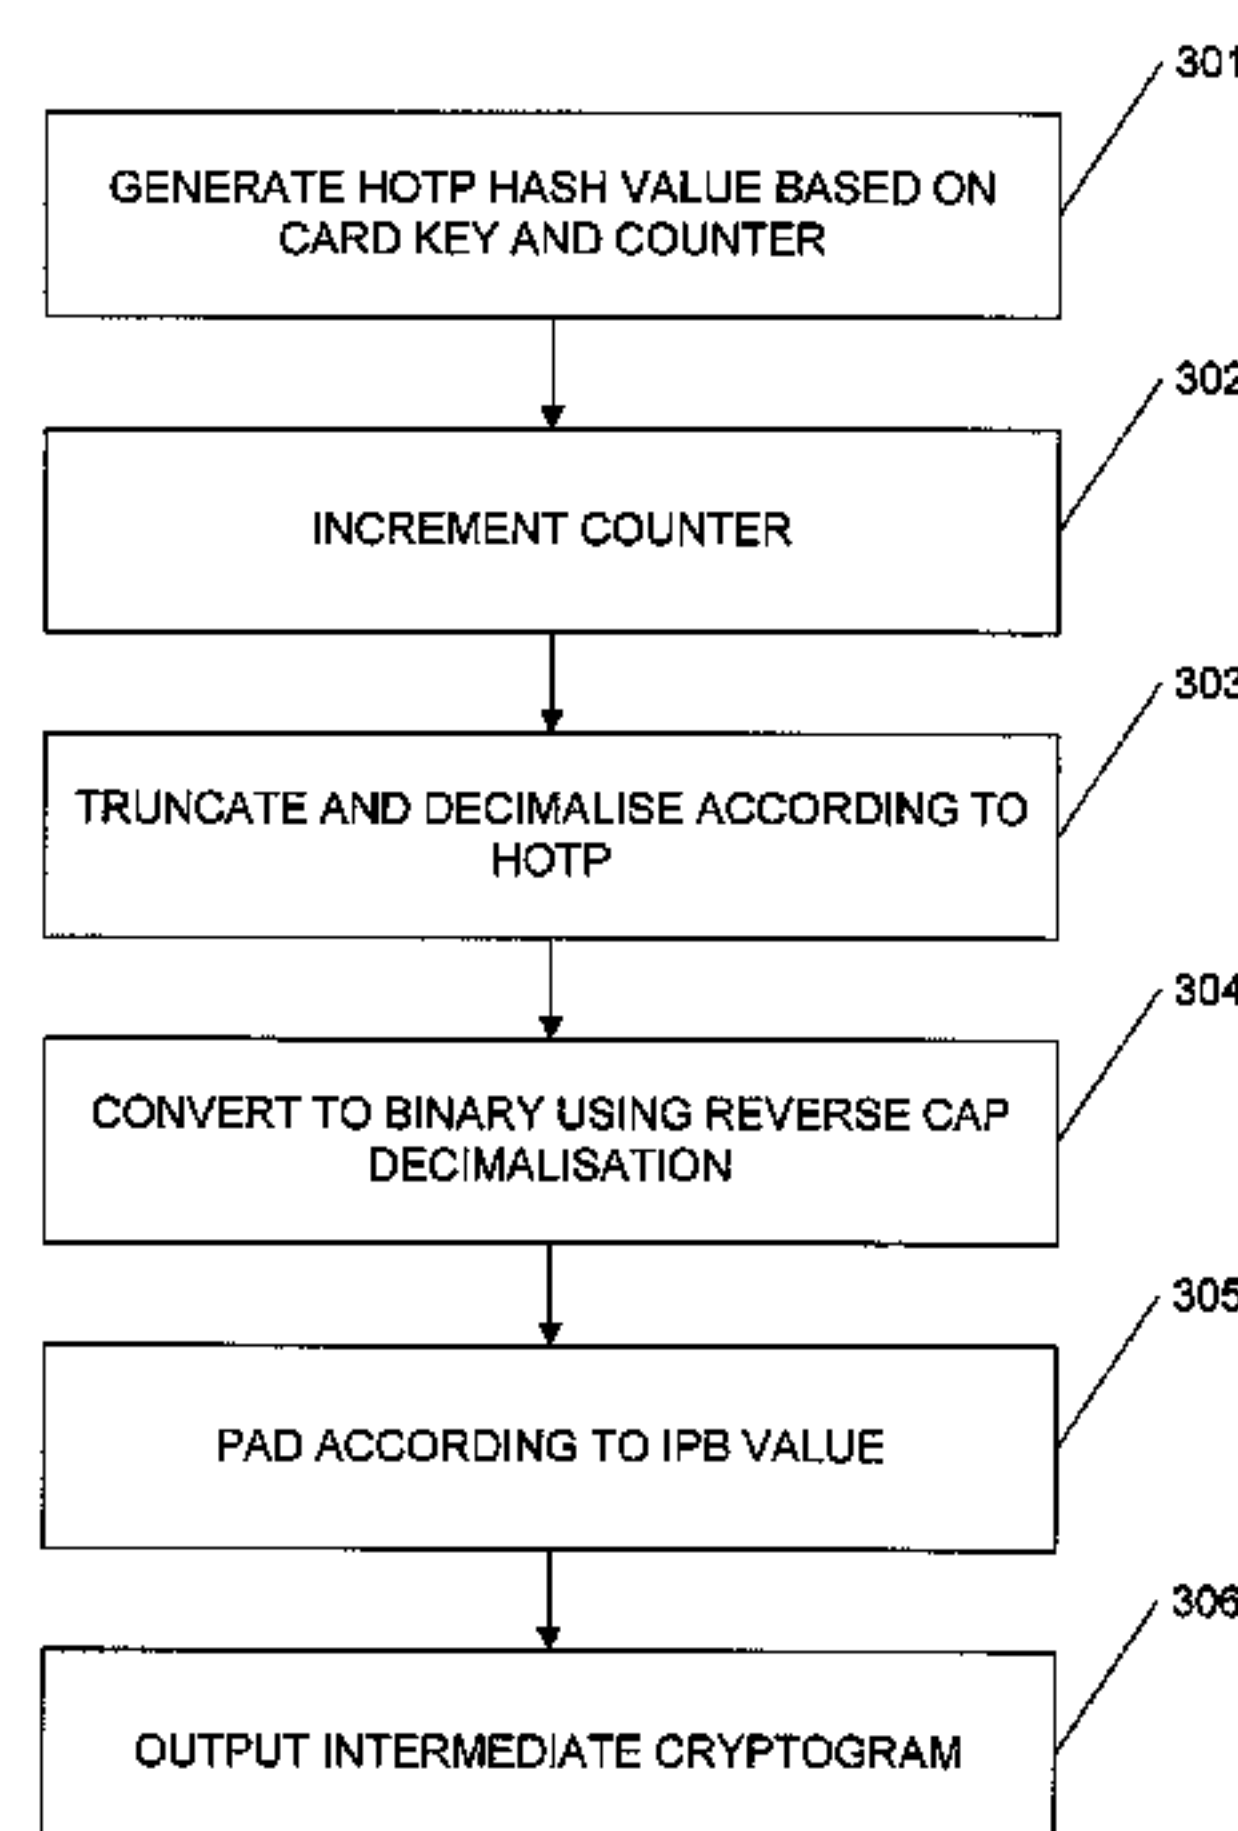 301
GENERATE HOTP HASH VALUE BASED ON
CARD KEY AND COUNTER
302
INCREMENT COUNTER
303
TRUNCATE AND DECIMALISE ACCORDING TO
HOTP
304
CONVERT TO BINARY USING REVERSE CAP
DECIMALISATION
305
PAD ACCORDING TO IPB VALUE
306
OUTPUT INTERMEDIATE CRYPTOGRAM